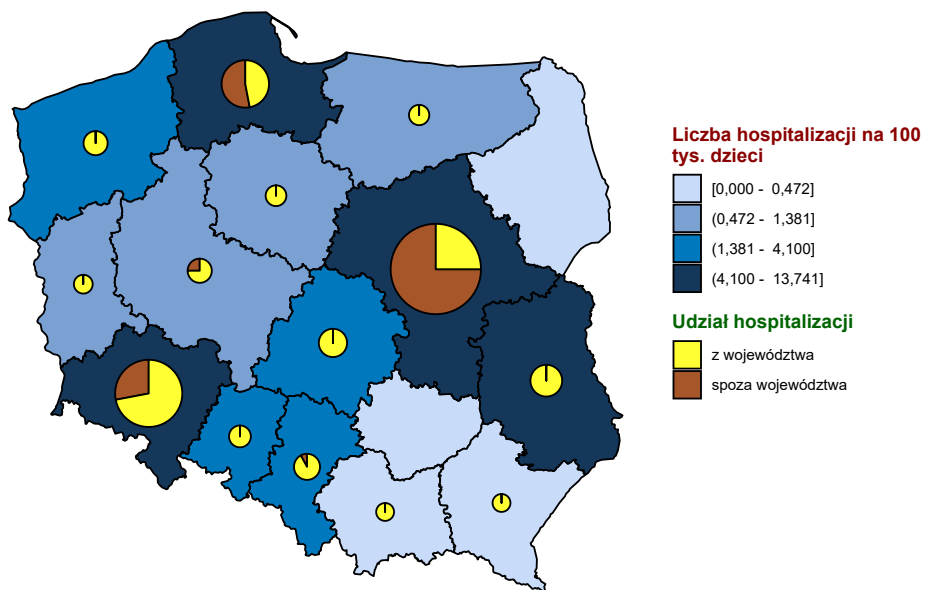 Liczba hospitalizacji na 100
tys. dzieci
[0,000 - 0,472]
(0,472 - 1,381]
(1,381 - 4,100]
(4,100 - 13,741]
Udział hospitalizacji
z województwa
spoza województwa